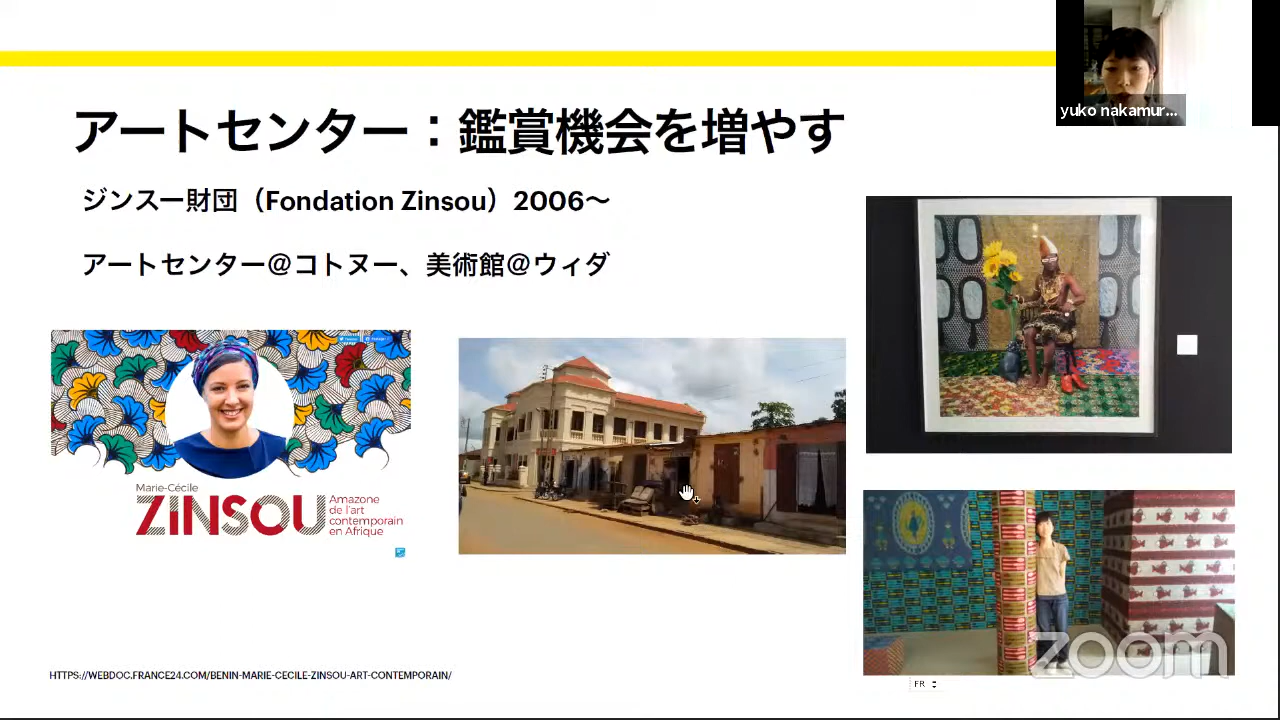 yuko nakamur...
アートセンター：鑑賞機会を増やす
ジンスー財団（Fondation Zinsou）2006〜
アートセンター@コトヌー、美術館@ウィダ
Marie-Cécile
ZINSOU
Amazone
de l'art
contemporain
en Afrique
zoom
FR
HTTPS://WEBDOC.FRANCE24.COM/BENIN-MARIE-CECILE-ZINSOU-ART-CONTEMPORAIN/